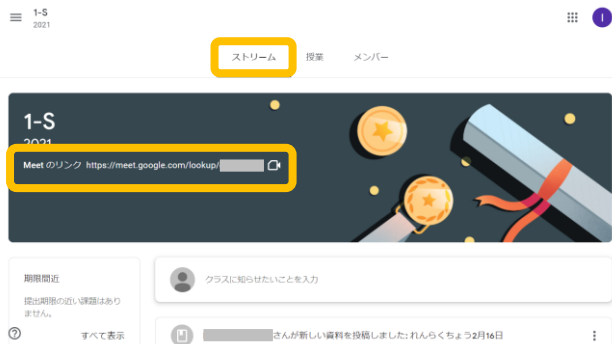 1-S
2021
I
ストリーム
授業
メンバー
1-S
2021
Meet のリンク https://meet.google.com/lookup/
期限間近
提出期限の近い課題はあり
ません。
すべて表示
クラスに知らせたいことを入力
さんが新しい資料を投稿しました: れんらくちょう2月16日